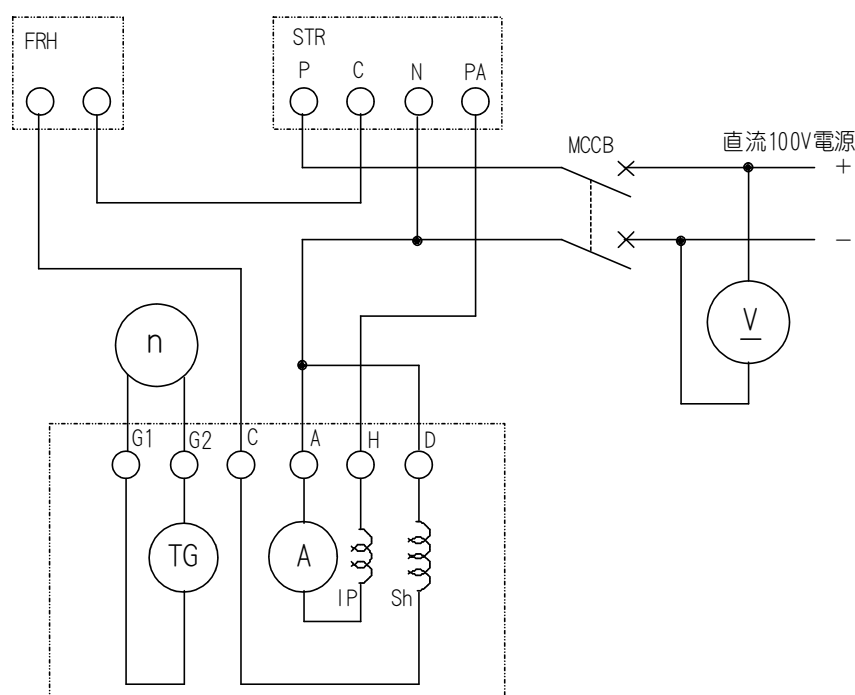 FRH
STR
P C N PA
MCCB
直流100V電源
+
-
V
n
G1 G2 C A H D
TG
A
IP
Sh